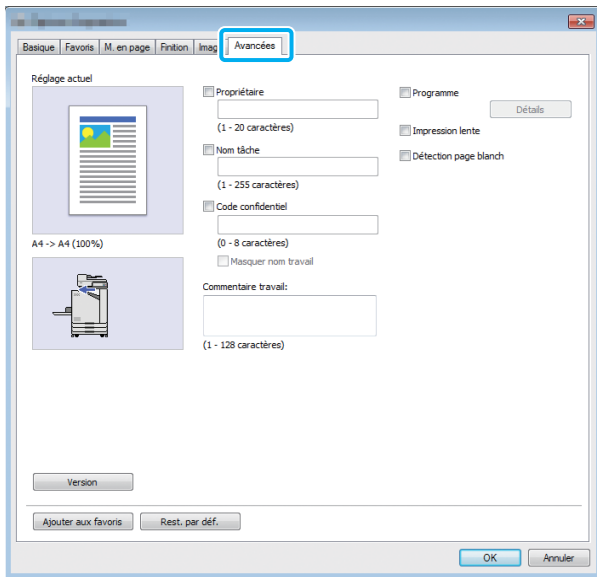 Basique Favoris M. en page Finition Imag Avancées
Réglage actuel
A4 -> A4 (100%)
Propriétaire
(1 - 20 caractères)
Nom tâche
(1 - 255 caractères)
Code confidentiel
(0 - 8 caractères)
Masquer nom travail
Commentaire travail:
(1 - 128 caractères)
Programme
Détails
Impression lente
Détection page blanch
Version
Ajouter aux favoris Rest. par déf.
OK Annuler